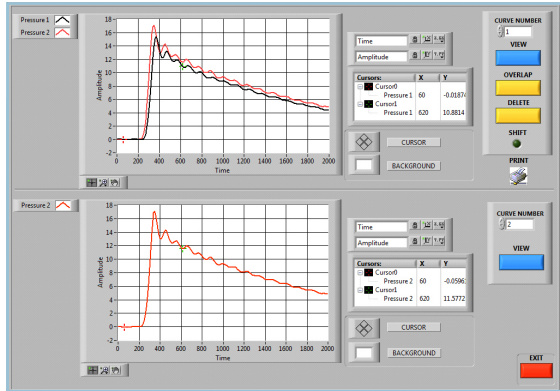 Pressure 1
Pressure 2
Amplitude
18
16
14
12
10
8
6
4
2
0
-2
0 200 400 600 800 1000 1200 1400 1600 1800 2000
Time
Time
Amplitude
Cursors: X Y
Cursor0
Pressure 1 60 -0.0187
Cursor1
Pressure 1 620 10.8814
CURSOR
BACKGROUND
CURVE NUMBER
1
VIEW
OVERLAP
DELETE
SHIFT
PRINT
Pressure 2
Amplitude
18
16
14
12
10
8
6
4
2
0
-2
0 200 400 600 800 1000 1200 1400 1600 1800 2000
Time
Time
Amplitude
Cursors: X Y
Cursor0
Pressure 2 60 -0.0596
Cursor1
Pressure 2 620 11.5772
CURSOR
BACKGROUND
CURVE NUMBER
2
VIEW
EXIT